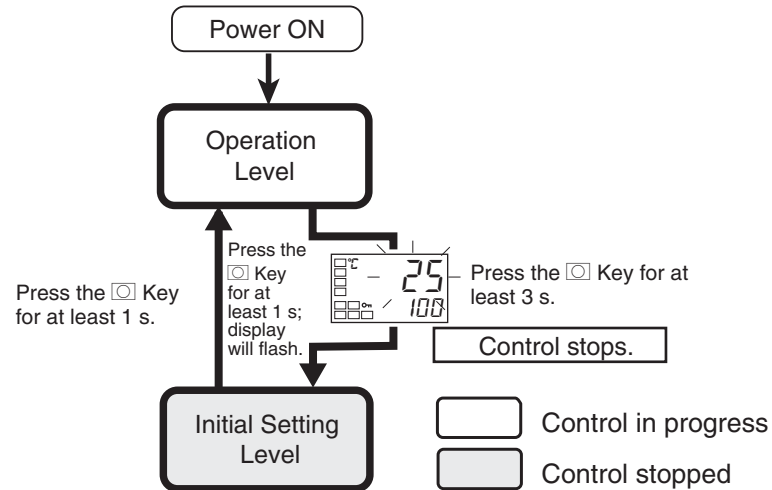 Power ON
Operation
Level
Press the
Key
for at
least 1 s;
display
will flash.
°C
25
100
Press the Key for at
least 3 s.
Press the Key
for at least 1 s.
Control stops.
Initial Setting
Level
Control in progress
Control stopped